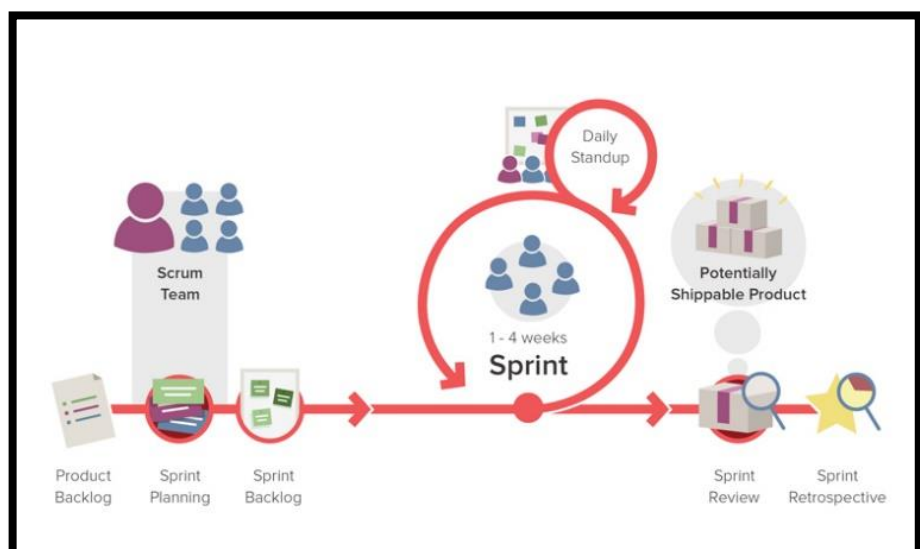 Daily
Standup
Scrum
Team
Potentially
Shippable Product
1 - 4 weeks
Sprint
Product
Backlog
Sprint
Planning
Sprint
Backlog
Sprint
Review
Sprint
Retrospective